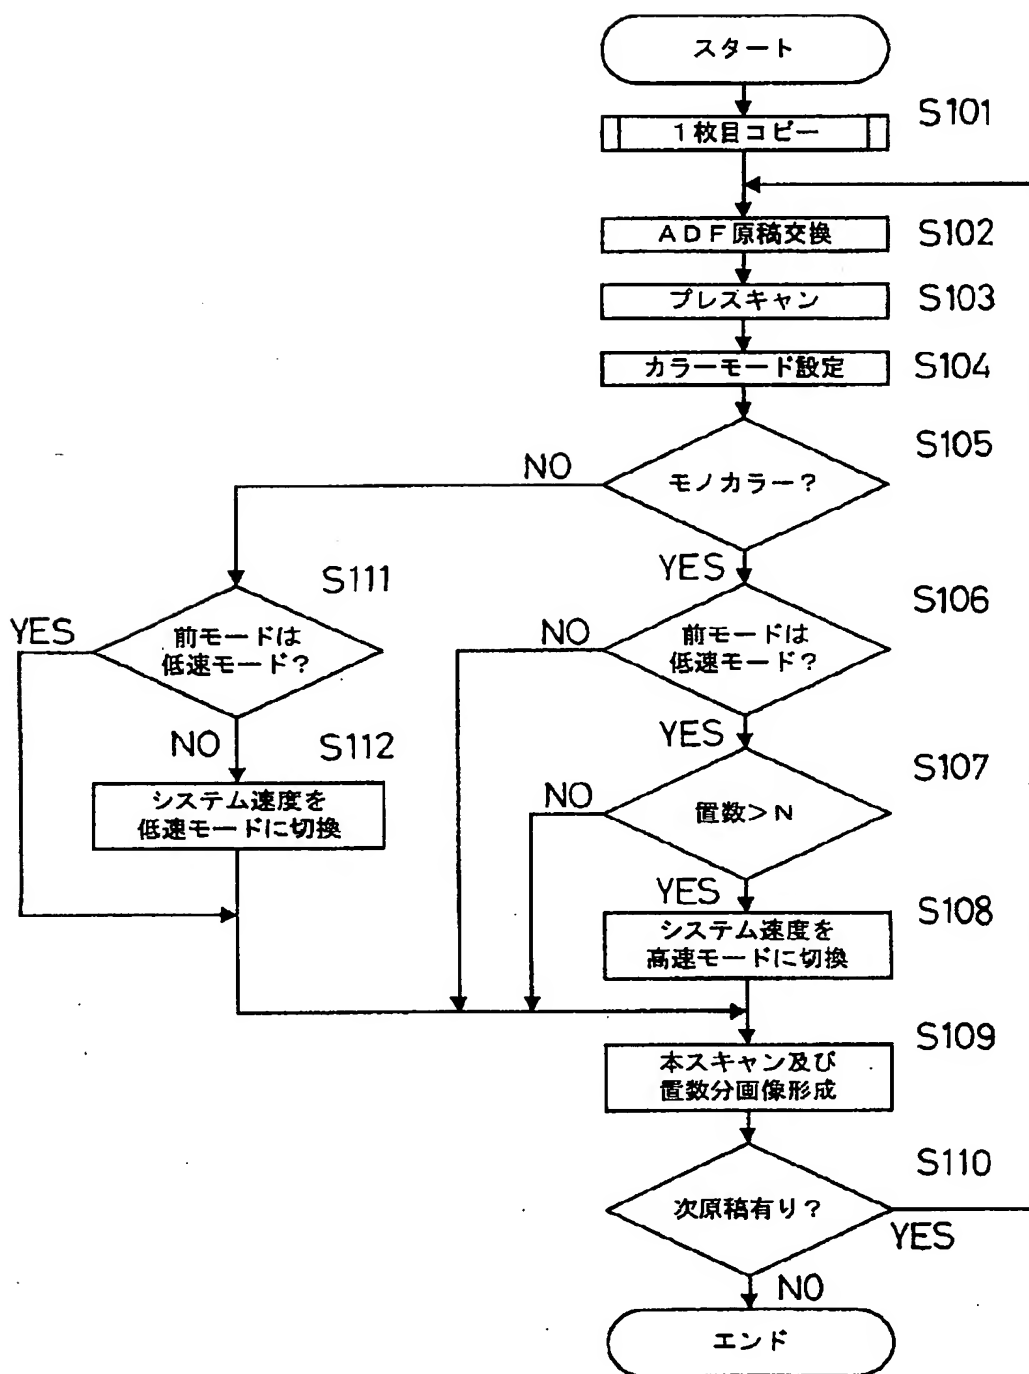 スタート
S101
1枚目コピー
ADF原稿交換
S102
プレスキャン
S103
カラーモード設定
S104
S105
モノカラー?
NO
YES
S111
S106
YES
前モードは
低速モード?
NO
前モードは
低速モード?
NO
S112
YES
S107
システム速度を
低速モードに切換
NO
置数>N
YES
S108
システム速度を
高速モードに切換
S109
本スキャン及び
置数分画像形成
S110
次原稿有り?
YES
NO
エンド